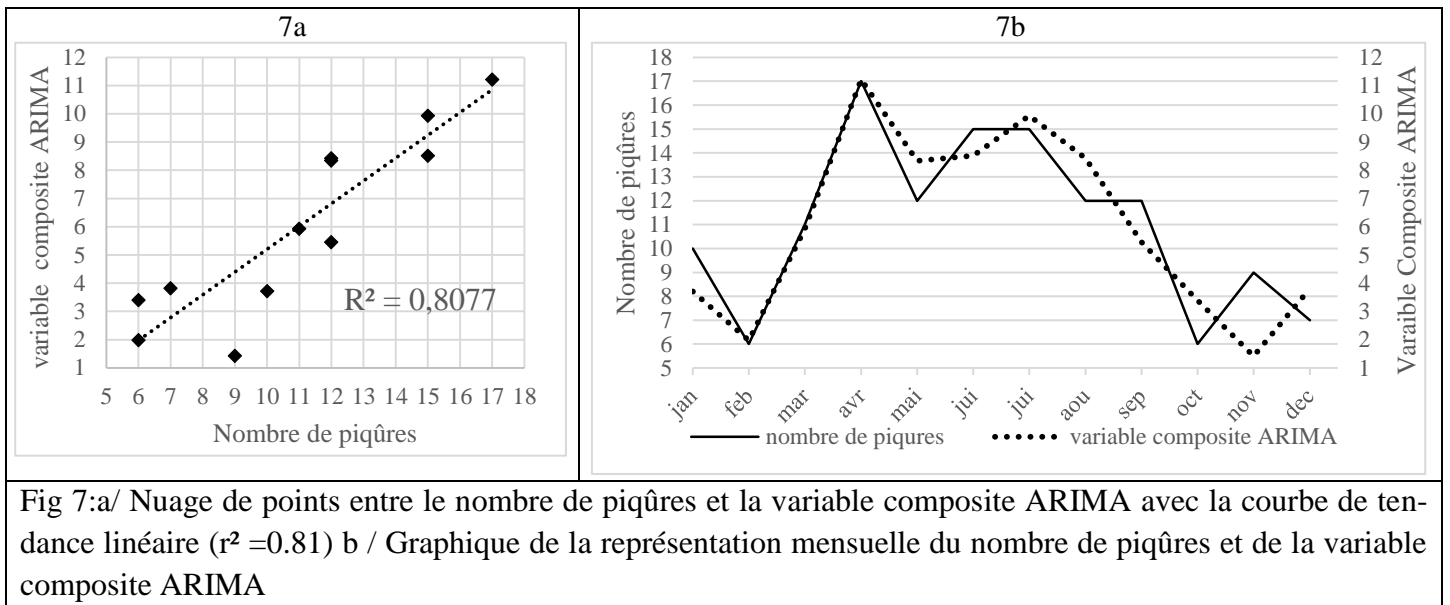 7a
7b
variable composite ARIMA
12
11
10
9
8
7
6
5
4
3
2
1
R² = 0,8077
5 6 7 8 9 10 11 12 13 14 15 16 17 18
Nombre de piqûres
Nombre de piqûres
18
17
16
15
14
13
12
11
10
9
8
7
6
5
12
11
10
9
8
7
6
5
4
3
2
1
Varaible Composite ARIMA
jan feb mar avr mai jui jui aou sep oct nov dec
nombre de piqures variable composite ARIMA
Fig 7:a/ Nuage de points entre le nombre de piqûres et la variable composite ARIMA avec la courbe de ten-
dance linéaire (r² =0.81) b / Graphique de la représentation mensuelle du nombre de piqûres et de la variable
composite ARIMA